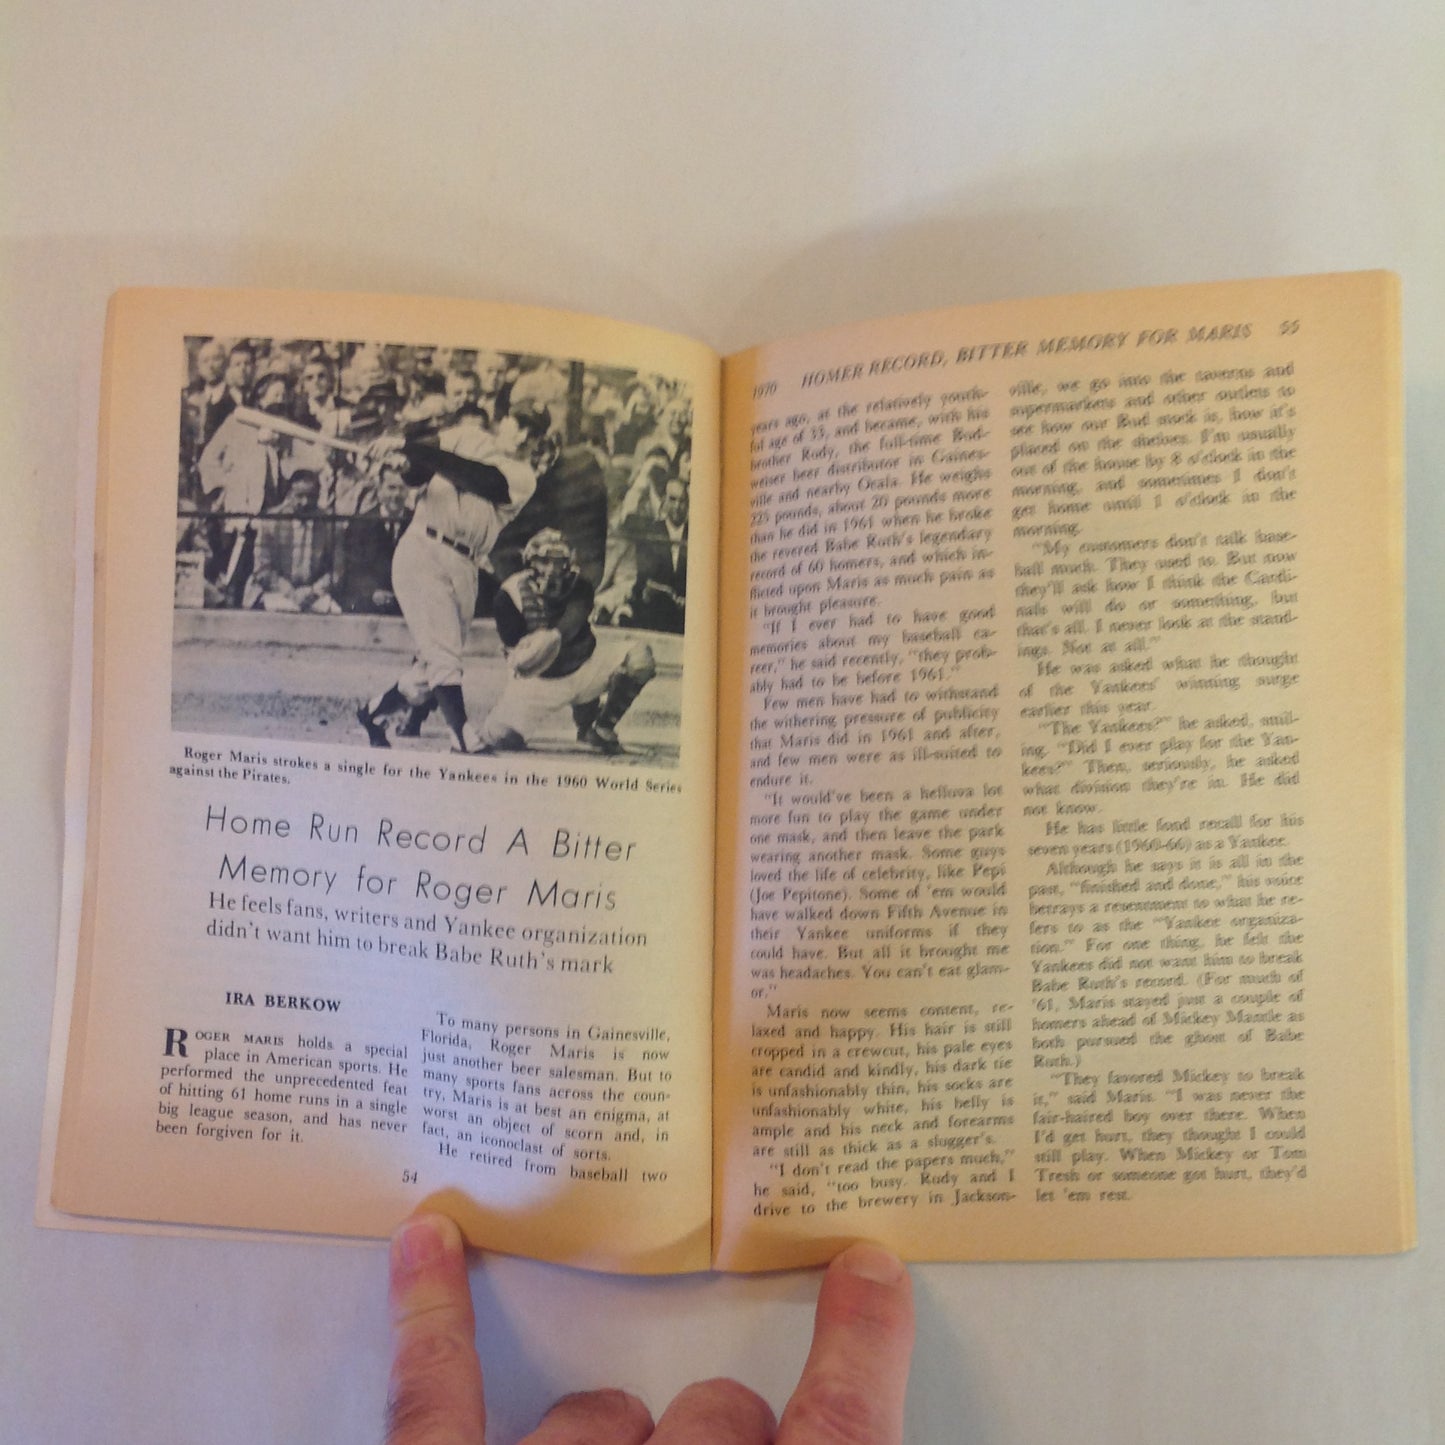 Roger Maris strokes a single for the Yankees in the 1960 World Series
against the Pirates.
Home Run Record A Bitter
Memory for Roger Maris
He feels fans, writers and Yankee organization
didn't want him to break Babe Ruth's mark
IRA BERKOW
ROGER MARIS holds a special
place in American sports. He
performed the unprecedented feat
of hitting 61 home runs in a single
big league season, and has never
been forgiven for it.
To many persons in Gainesville,
Florida, Roger Maris is now
just another beer salesman. But to
many sports fans across the coun-
try, Maris is at best an enigma, at
worst an object of scorn and, in
fact, an iconoclast of sorts.
He retired from baseball two
54
1970 HOMER RECORD, BITTER MEMORY FOR MARIS 55
years ago, at the relatively youth-
ful age of 33, and became, with his
brother Rudy, the full-time Bud-
weiser beer distributor in Gaines-
ville and nearby Ocala. He weighs
225 pounds, about 20 pounds more
than he did in 1961 when he broke
the revered Babe Ruth's legendary
record of 60 homers, and which in-
flicted upon Maris as much pain as
it brought pleasure.
"If I ever had to have good
memories about my baseball ca-
reer," he said recently, "they prob-
ably had to be before 1961."
Few men have had to withstand
the withering pressure of publicity
that Maris did in 1961 and after,
and few men were as ill-suited to
endure it.
"It would've been a helluva lot
more fun to play the game under
one mask, and then leave the park
wearing another mask. Some guys
loved the life of celebrity, like Pepi
(Joe Pepitone). Some of 'em would
have walked down Fifth Avenue in
their Yankee uniforms if they
could have. But all it brought me
was headaches. You can't eat glam-
or."
Maris now seems content, re-
laxed and happy. His hair is still
cropped in a crewcut, his pale eyes
are candid and kindly, his dark tie
is unfashionably thin, his socks are
unfashionably white, his belly is
ample and his neck and forearms
are still as thick as a slugger's.
"I don't read the papers much,"
he said, "too busy. Rudy and I
drive to the brewery in Jackson-
ville, we go into the taverns and
supermarkets and other outlets to
see how our Bud stock is, how it's
placed on the shelves. I'm usually
out of the house by 8 o'clock in the
morning, and sometimes I don't
get home until 1 o'clock in the
morning.
"My customers don't talk base-
ball much. They used to. But now
they'll ask how I think the Cardi-
nals will do or something, but
that's all. I never look at the stand-
ings. Not at all."
He was asked what he thought
of the Yankees' winning surge
earlier this year.
"The Yankees?" he asked, smil-
ing. "Did I ever play for the Yan-
kees?" Then, seriously, he asked
what division they're in. He did
not know.
He has little fond recall for his
seven years (1960-66) as a Yankee.
Although he says it is all in the
past, "finished and done," his voice
betrays a resentment to what he re-
fers to as the "Yankee organiza-
tion." For one thing, he felt the
Yankees did not want him to break
Babe Ruth's record. (For much of
'61, Maris stayed just a couple of
homers ahead of Mickey Mantle as
both pursued the ghost of Babe
Ruth.)
"They favored Mickey to break
it," said Maris. "I was never the
fair-haired boy over there. When
I'd get hurt, they thought I could
still play. When Mickey or Tom
Tresh or someone got hurt, they'd
let 'em rest.